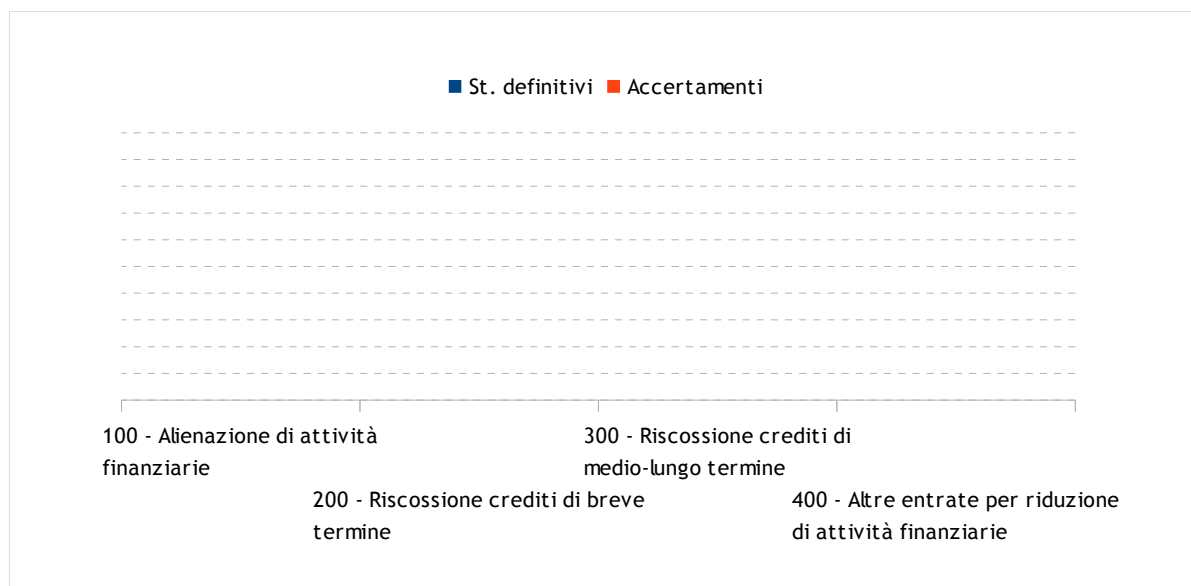 St. definitivi Accertamenti
100 - Alienazione di attività
finanziarie
200 - Riscossione crediti di breve
termine
300 - Riscossione crediti di
medio-lungo termine
400 - Altre entrate per riduzione
di attività finanziarie